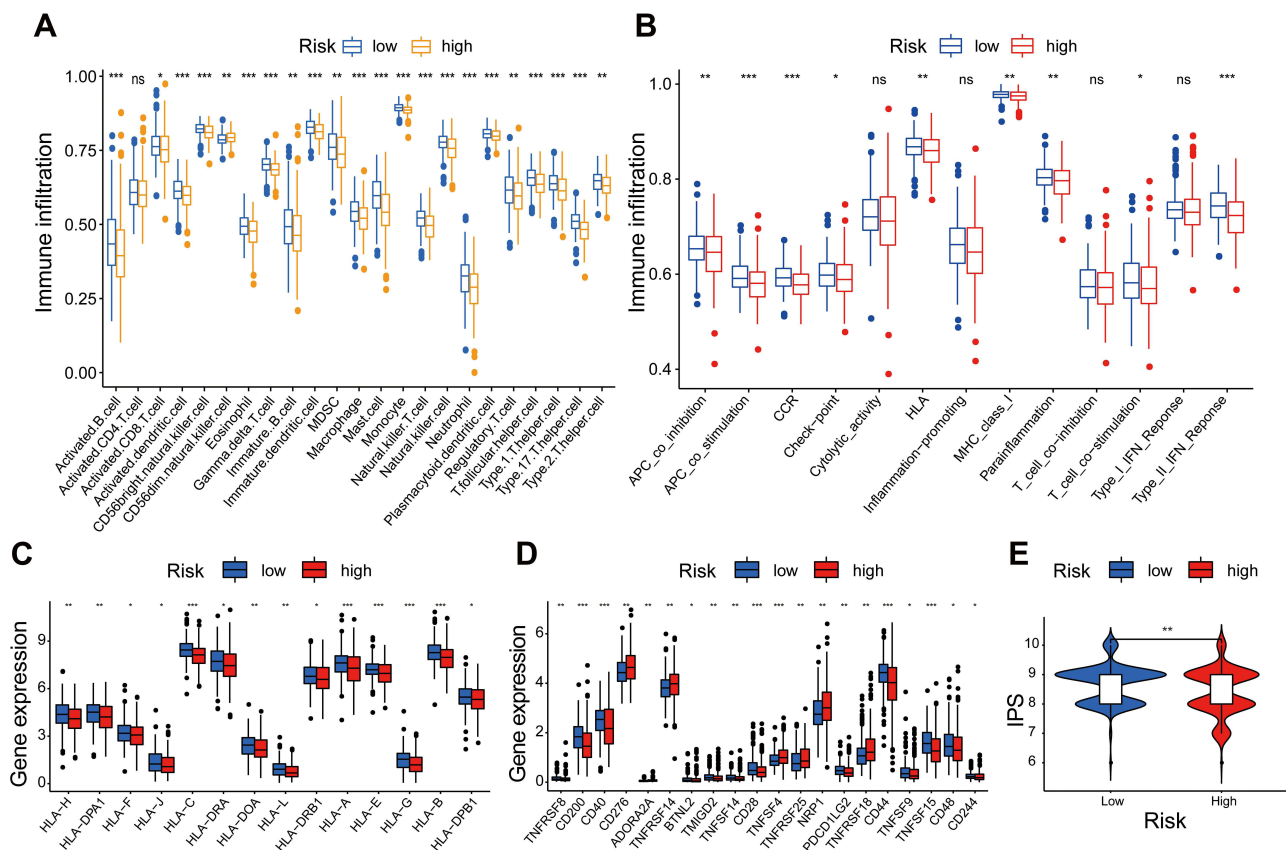 A
Risk low high
*** ns * *** *** ** *** *** ** *** ** *** *** *** *** *** *** *** ** *** *** *** **
Immune infiltration
1.00
0.75
0.50
0.25
0.00
Activated.B.cell
Activated.CD4.T.cell
Activated.CD8.T.cell
Activated.dendritic.cell
CD56bright.natural.killer.cell
CD56dim.natural.killer.cell
Eosinophil
Gamma.delta.T.cell
Immature..B.cell
Immature.dendritic.cell
MDSC
Macrophage
Mast.cell
Monocyte
Natural.killer.T.cell
Natural.killer.cell
Neutrophil
Plasmacytoid.dendritic.cell
Regulatory.T.cell
T.follicular.helper.cell
Type.1.T.helper.cell
Type.17.T.helper.cell
Type.2.T.helper.cell
B
Risk low high
** *** *** * ns ** ns ** ** ns * ns ***
Immune infiltration
1.0
0.8
0.6
0.4
APC_co_inhibition
APC_co_stimulation
CCR
Check−point
Cytolytic_activity
HLA
Inflammation−promoting
MHC_class_I
Parainflammation
T_cell_co−inhibition
T_cell_co−stimulation
Type_I_IFN_Reponse
Type_II_IFN_Reponse
C
Risk low high
** ** * * *** * ** ** * *** *** *** *** *
Gene expression
9
6
3
0
HLA−H
HLA−DPA1
HLA−F
HLA−J
HLA−C
HLA−DRA
HLA−DOA
HLA−L
HLA−DRB1
HLA−A
HLA−E
HLA−G
HLA−B
HLA−DPB1
D
Risk low high
** *** *** ** ** ** * ** ** *** *** ** ** ** ** *** * *** * *
Gene expression
6
4
2
0
TNFRSF8
CD200
CD40
CD276
ADORA2A
TNFRSF14
BTNL2
TMIGD2
TNFSF14
CD28
TNFSF4
TNFRSF25
NRP1
PDCD1LG2
TNFRSF18
CD44
TNFSF9
TNFSF15
CD48
CD244
E
Risk Low High
**
IPS
10
9
8
7
6
Low High
Risk